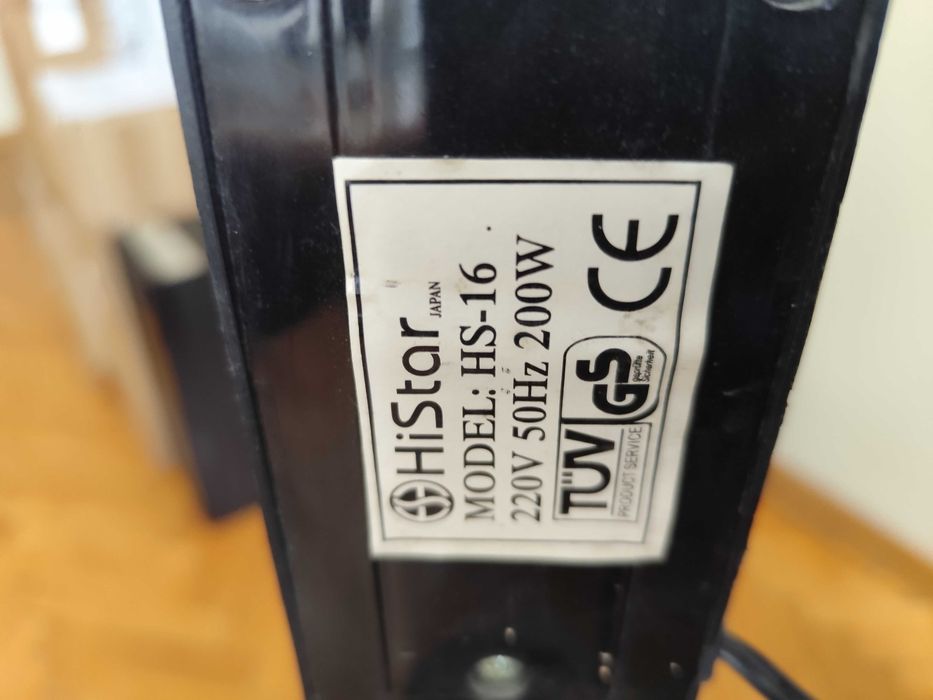 HiStar
JAPAN
MODEL: HS-16
220V 50Hz 200W
TÜV GS
PRODUCT SERVICE
geprüfte
Sicherheit
CE